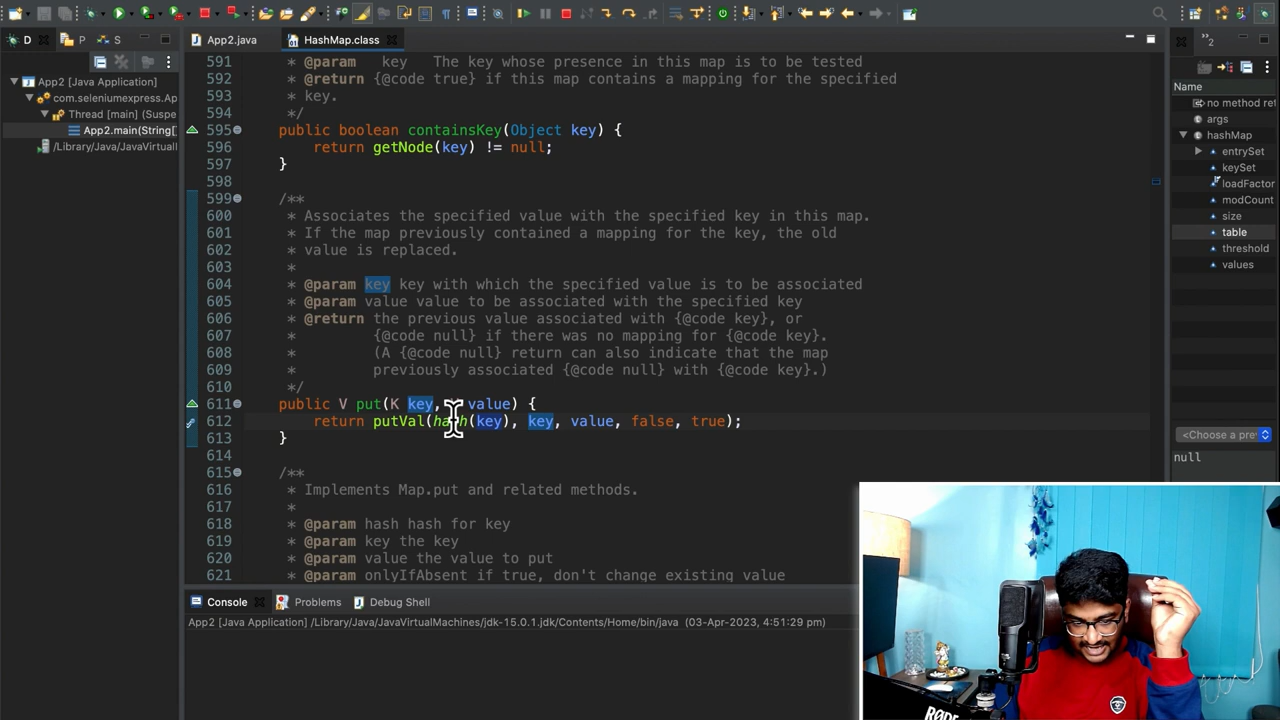 D
P
S
App2.java
HashMap.class
2
App2 [Java Application]
com.seleniumexpress.Ap
Thread [main] (Suspe
App2.main(String[
/Library/Java/JavaVirtuall
591 * @param   key   The key whose presence in this map is to be tested
592 * @return {@code true} if this map contains a mapping for the specified
593 * key.
594 */
595 public boolean containsKey(Object key) {
596 return getNode(key) != null;
597 }
598
599 /**
600 * Associates the specified value with the specified key in this map.
601 * If the map previously contained a mapping for the key, the old
602 * value is replaced.
603 *
604 * @param key key with which the specified value is to be associated
605 * @param value value to be associated with the specified key
606 * @return the previous value associated with {@code key}, or
607 * {@code null} if there was no mapping for {@code key}.
608 * (A {@code null} return can also indicate that the map
609 * previously associated {@code null} with {@code key}.)
610 */
611 public V put(K key, value) {
612 return putVal(hash(key), key, value, false, true);
613 }
614
615 /**
616 * Implements Map.put and related methods.
617 *
618 * @param hash hash for key
619 * @param key the key
620 * @param value the value to put
621 * @param onlyIfAbsent if true, don't change existing value
Name
no method ret
args
hashMap
entrySet
keySet
loadFactor
modCount
size
table
threshold
values
<Choose a pre
null
Console
Problems
Debug Shell
App2 [Java Application] /Library/Java/JavaVirtualMachines/jdk-15.0.1.jdk/Contents/Home/bin/java (03-Apr-2023, 4:51:29 pm)
RØDE